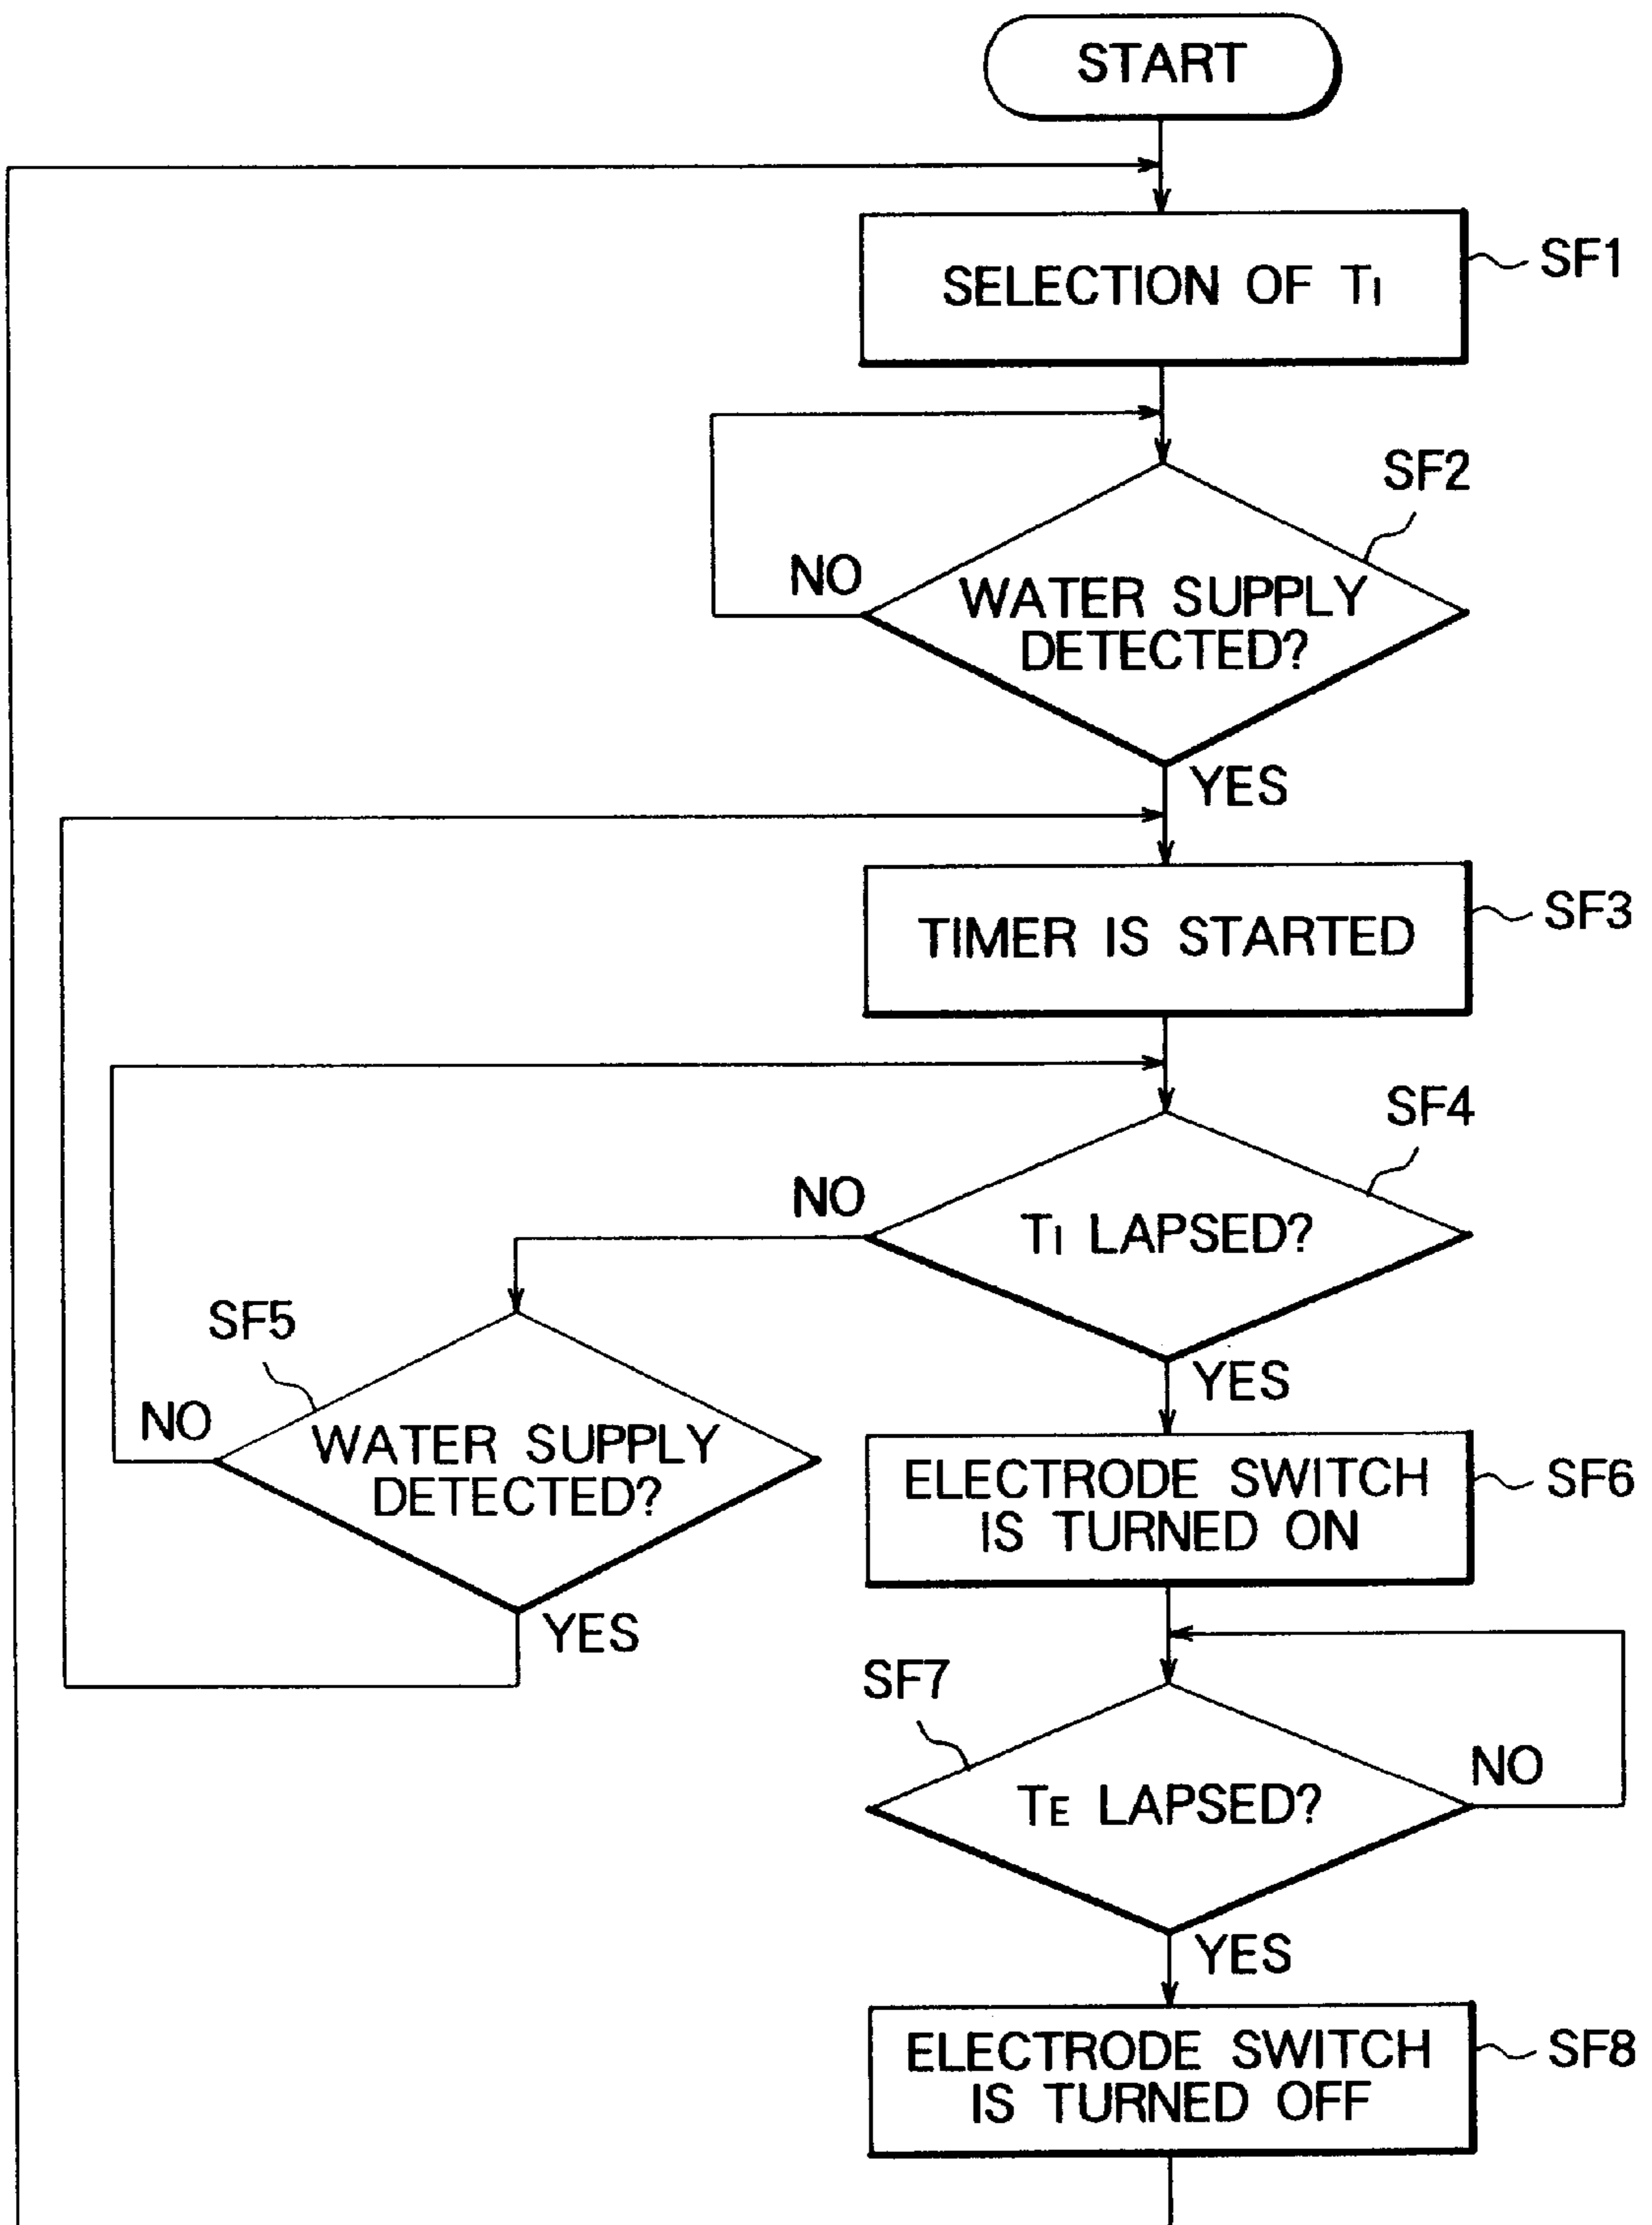 START
SELECTION OF TI
SF1
SF2
NO
WATER SUPPLY
DETECTED?
YES
TIMER IS STARTED
SF3
SF4
NO
TI LAPSED?
YES
SF5
NO
WATER SUPPLY
DETECTED?
YES
ELECTRODE SWITCH
IS TURNED ON
SF6
SF7
TE LAPSED?
NO
YES
ELECTRODE SWITCH
IS TURNED OFF
SF8